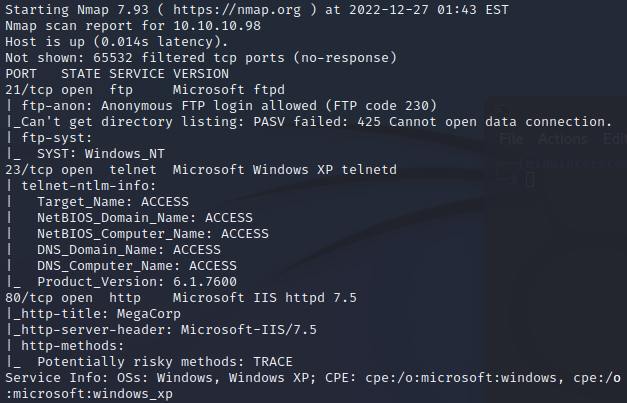 Starting Nmap 7.93 ( https://nmap.org ) at 2022-12-27 01:43 EST
Nmap scan report for 10.10.10.98
Host is up (0.014s latency).
Not shown: 65532 filtered tcp ports (no-response)
PORT   STATE SERVICE VERSION
21/tcp open  ftp     Microsoft ftpd
| ftp-anon: Anonymous FTP login allowed (FTP code 230)
|_Can't get directory listing: PASV failed: 425 Cannot open data connection.
| ftp-syst:
|_  SYST: Windows_NT
23/tcp open  telnet  Microsoft Windows XP telnetd
| telnet-ntlm-info:
|   Target_Name: ACCESS
|   NetBIOS_Domain_Name: ACCESS
|   NetBIOS_Computer_Name: ACCESS
|   DNS_Domain_Name: ACCESS
|   DNS_Computer_Name: ACCESS
|_  Product_Version: 6.1.7600
80/tcp open  http    Microsoft IIS httpd 7.5
|_http-title: MegaCorp
|_http-server-header: Microsoft-IIS/7.5
| http-methods:
|_  Potentially risky methods: TRACE
Service Info: OSs: Windows, Windows XP; CPE: cpe:/o:microsoft:windows, cpe:/o
:microsoft:windows_xp
File Actions Edit